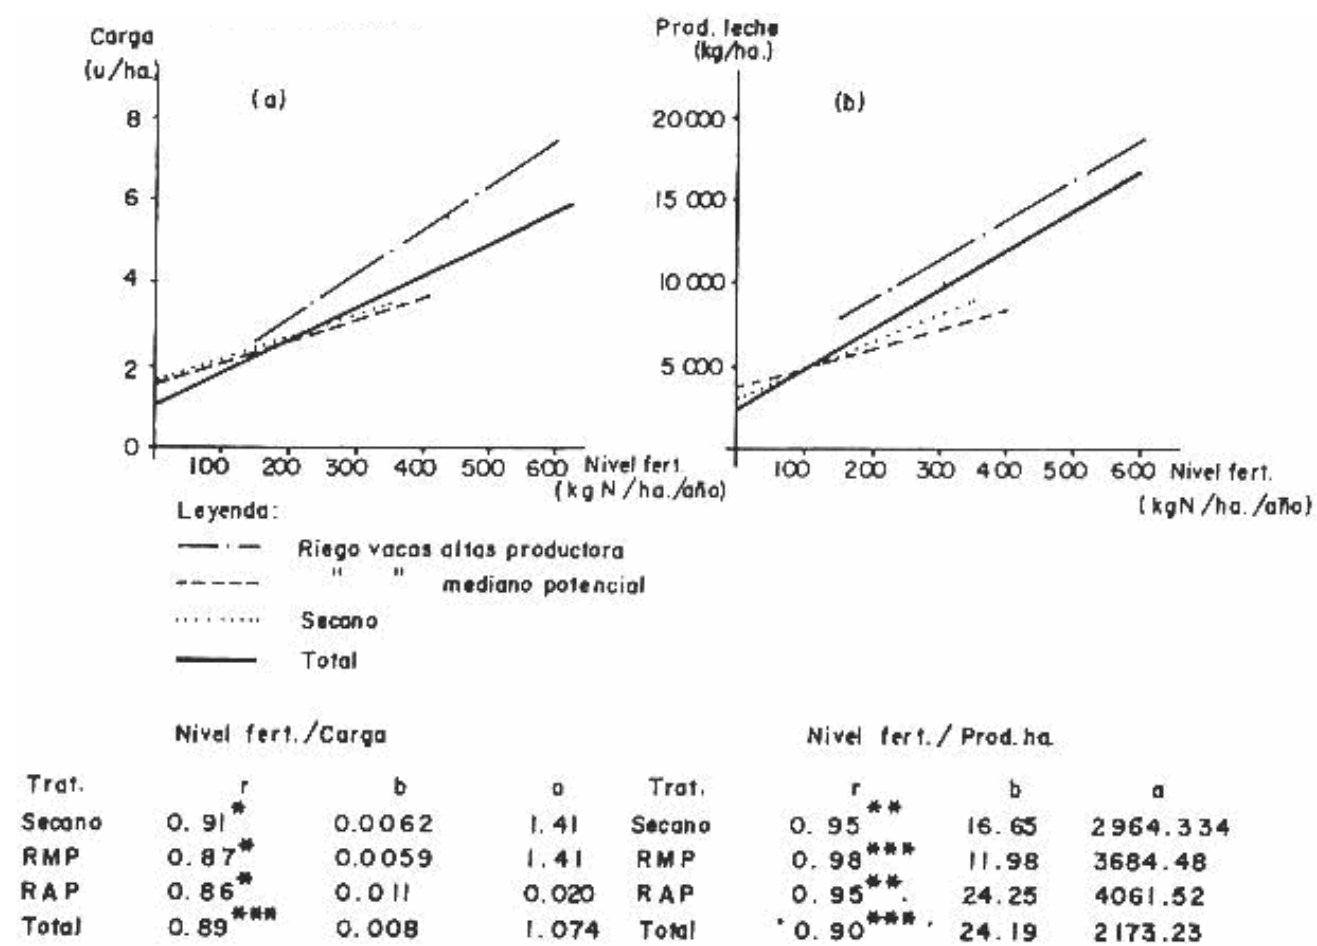 Carga
(u/ha.)
(a)
8
6
4
2
0
100 200 300 400 500 600 Nivel fert.
(kg N/ha./año)
Prod. leche
(kg/ha.)
(b)
20000
15 000
10 000
5 000
100 200 300 400 500 600 Nivel fert.
(kgN/ha./año)
Leyenda:
Riego vacas altas productora
" " mediano potencial
Secano
Total
Nivel fert./Carga
Trat. r b a
Secano 0.91* 0.0062 1.41
RMP 0.87* 0.0059 1.41
RAP 0.86* 0.011 0.020
Total 0.89*** 0.008 1.074
Nivel fert./Prod.ha.
Trat. r b a
Secano 0.95** 16.65 2964.334
RMP 0.98*** 11.98 3684.48
RAP 0.95** 24.25 4061.52
Total 0.90*** 24.19 2173.23